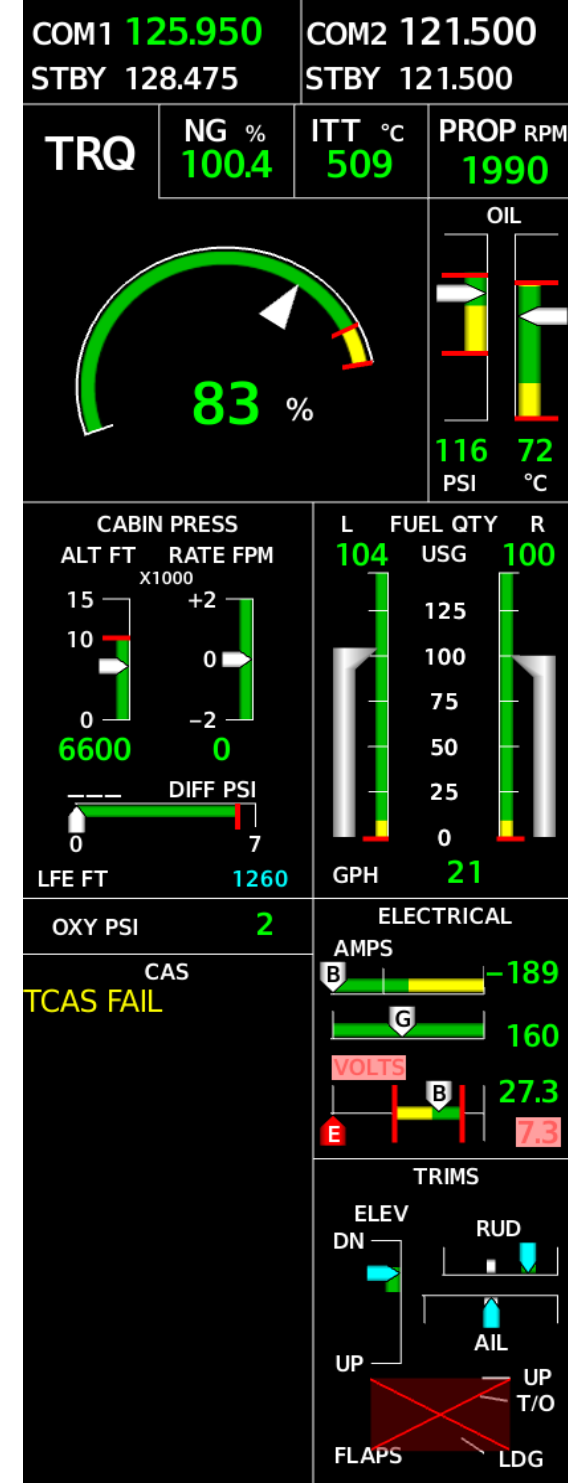 COM1 125.950 COM2 121.500
STBY 128.475 STBY 121.500
TRQ
NG % ITT °C PROP RPM
100.4 509 1990
OIL
83 %
116 72
PSI °C
CABIN PRESS
ALT FT RATE FPM
X1000
15 +2
10
0
0 −2
6600 0
___ DIFF PSI
0 7
LFE FT 1260
L FUEL QTY R
104 USG 100
125
100
75
50
25
0
GPH 21
OXY PSI 2
CAS
TCAS FAIL
ELECTRICAL
AMPS
B −189
G 160
VOLTS
B 27.3
E 7.3
TRIMS
ELEV RUD
DN
AIL
UP
UP
T/O
FLAPS LDG